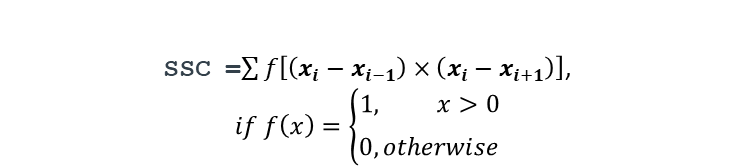 SSC =∑ f[(xᵢ − xᵢ₋₁) × (xᵢ − xᵢ₊₁)],
if f(x) = {1, x > 0
0, otherwise